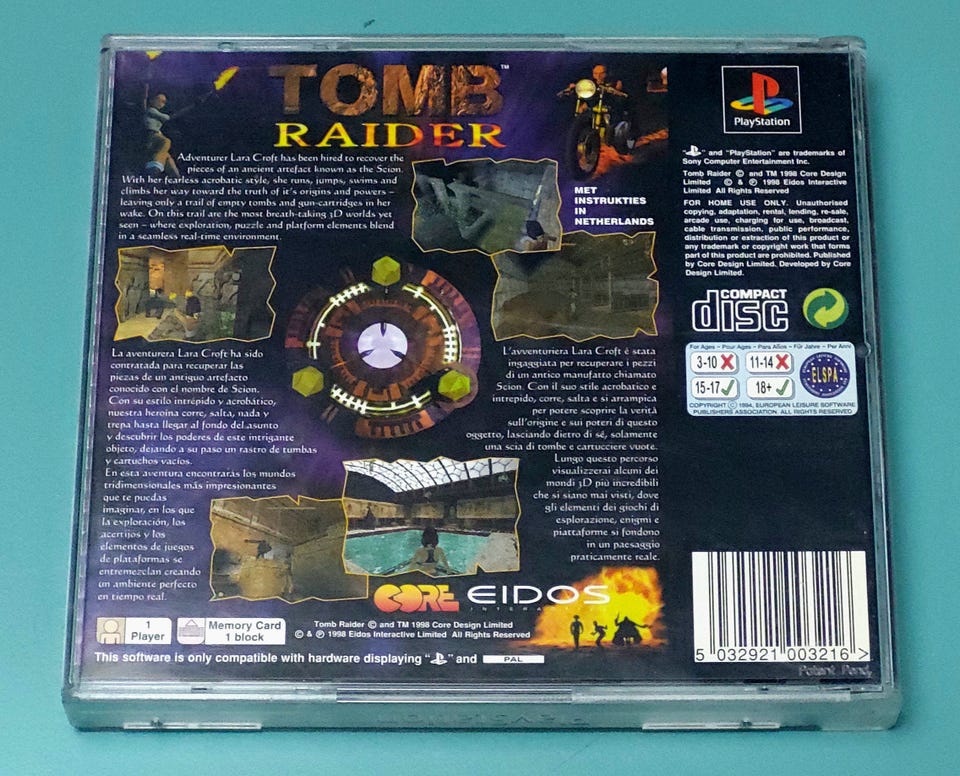 TOMB™
RAIDER
Adventurer Lara Croft has been hired to recover the
pieces of an ancient artefact known as the Scion.
With her fearless acrobatic style, she runs, jumps, swims and
climbs her way toward the truth of it's origins and powers –
leaving only a trail of empty tombs and gun-cartridges in her
wake. On this trail are the most breath-taking 3D worlds yet
seen – where exploration, puzzle and platform elements blend
in a seamless real-time environment.
MET
INSTRUKTIES
IN
NETHERLANDS
La aventurera Lara Croft ha sido
contratada para recuperar las
piezas de un antiguo artefacto
conocido con el nombre de Scion.
Con su estilo intrépido y acrobático,
nuestra heroina corre, salta, nada y
trepa hasta llegar al fondo del asunto
y descubrir los poderes de este intrigante
objeto, dejando a su paso un rastro de tumbas
y cartuchos vacíos.
En esta aventura encontrarás los mundos
tridimensionales más impresionantes
que te puedas
imaginar, en los que
la exploración, los
acertijos y los
elementos de juegos
de plataformas se
entremezclan creando
un ambiente perfecto
en tiempo real.
L'avventuriera Lara Croft è stata
ingaggiata per recuperare i pezzi
di un antico manufatto chiamato
Scion. Con il suo stile acrobatico e
intrepido, corre, salta e si arrampica
per potere scoprire la verità
sull'origine e sui poteri di questo
oggetto, lasciando dietro di sé, solamente
una scia di tombe e cartucciere vuote.
Lungo questo percorso
visualizzerai alcuni dei
mondi 3D più incredibili
che si siano mai visti, dove
gli elementi dei giochi di
esplorazione, enigmi e
piattaforme si fondono
in un paesaggio
praticamente reale.
CORE EIDOS
INTERACTIVE
1
Player
Memory Card
1 block
Tomb Raider © and TM 1998 Core Design Limited
© & ℗ 1998 Eidos Interactive Limited All Rights Reserved
This software is only compatible with hardware displaying " " and PAL
PlayStation
" " and "PlayStation" are trademarks of
Sony Computer Entertainment Inc.
Tomb Raider © and TM 1998 Core Design
Limited © & ℗ 1998 Eidos Interactive
Limited All Rights Reserved
FOR HOME USE ONLY. Unauthorised
copying, adaptation, rental, lending, re-sale,
arcade use, charging for use, broadcast,
cable transmission, public performance,
distribution or extraction of this product or
any trademark or copyright work that forms
part of this product are prohibited. Published
by Core Design Limited. Developed by Core
Design Limited.
COMPACT
disc
For Ages – Pour Ages – Para Años – Für Jahre – Per Anni
3-10 11-14
15-17 18+
ELSPA
COPYRIGHT © 1994, EUROPEAN LEISURE SOFTWARE
PUBLISHERS ASSOCIATION. ALL RIGHTS RESERVED
5 032921 003216 >
Patent Pend